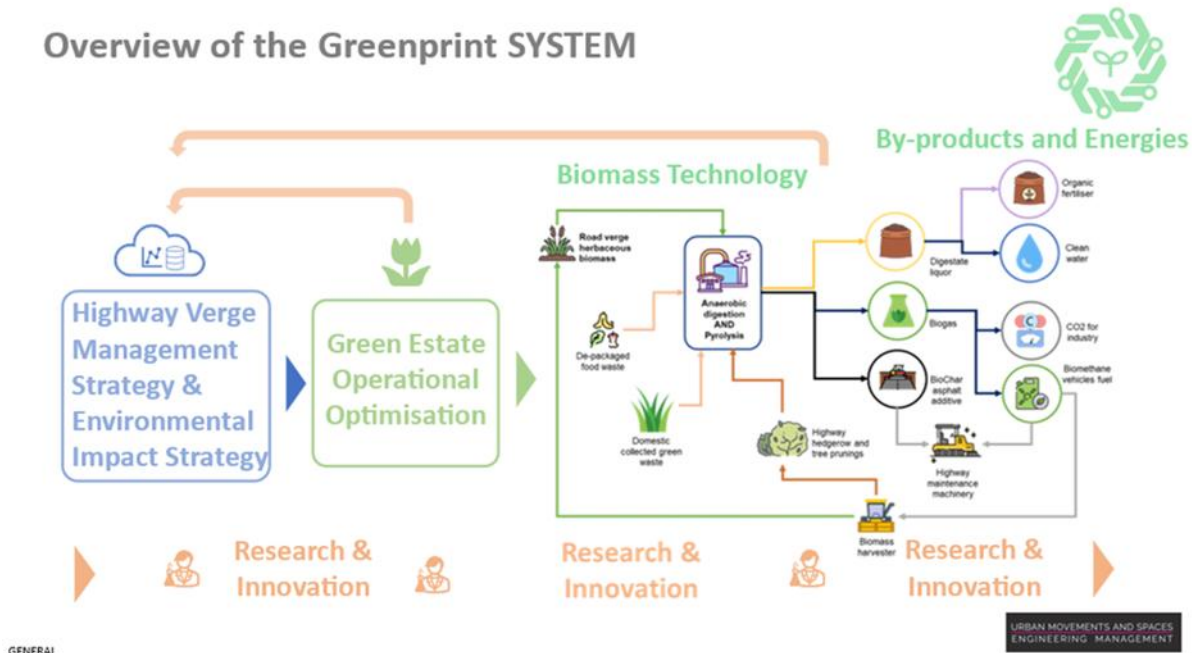 Overview of the Greenprint SYSTEM
By-products and Energies
Biomass Technology
Highway Verge
Management
Strategy &
Environmental
Impact Strategy
Green Estate
Operational
Optimisation
Road verge
herbaceous
biomass
De-packaged
food waste
Domestic
collected green
waste
Anaerobic
digestion
AND
Pyrolysis
Highway
hedgerow and
tree prunings
Biomass
harvester
Digestate
liquor
Biogas
BioChar
asphalt
additive
Organic
fertiliser
Clean
water
CO2 for
industry
Biomethane
vehicles fuel
Highway
maintenance
machinery
Research &
Innovation
Research &
Innovation
Research &
Innovation
URBAN MOVEMENTS AND SPACES
ENGINEERING MANAGEMENT
GENERAL